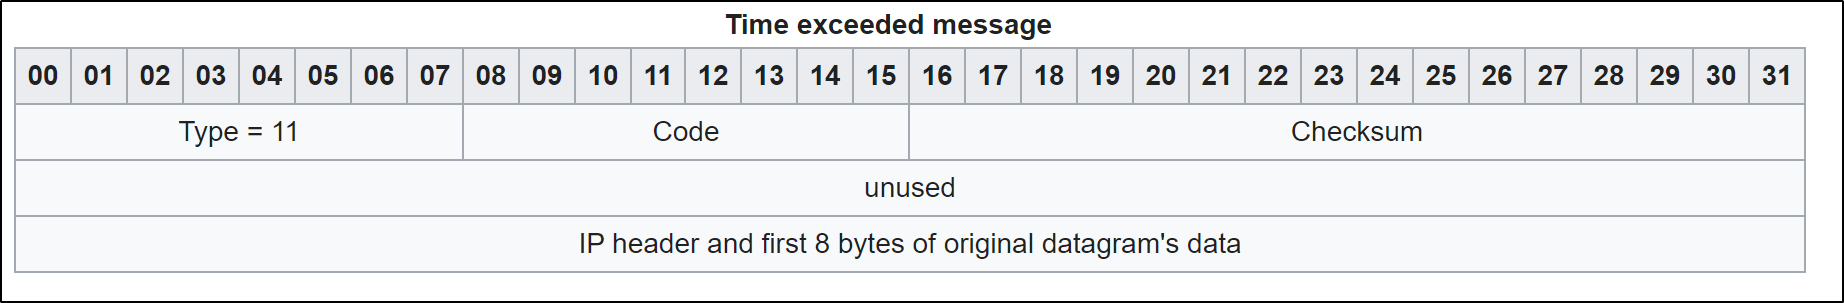 Time exceeded message
00 01 02 03 04 05 06 07 08 09 10 11 12 13 14 15 16 17 18 19 20 21 22 23 24 25 26 27 28 29 30 31
Type = 11 Code Checksum
unused
IP header and first 8 bytes of original datagram's data